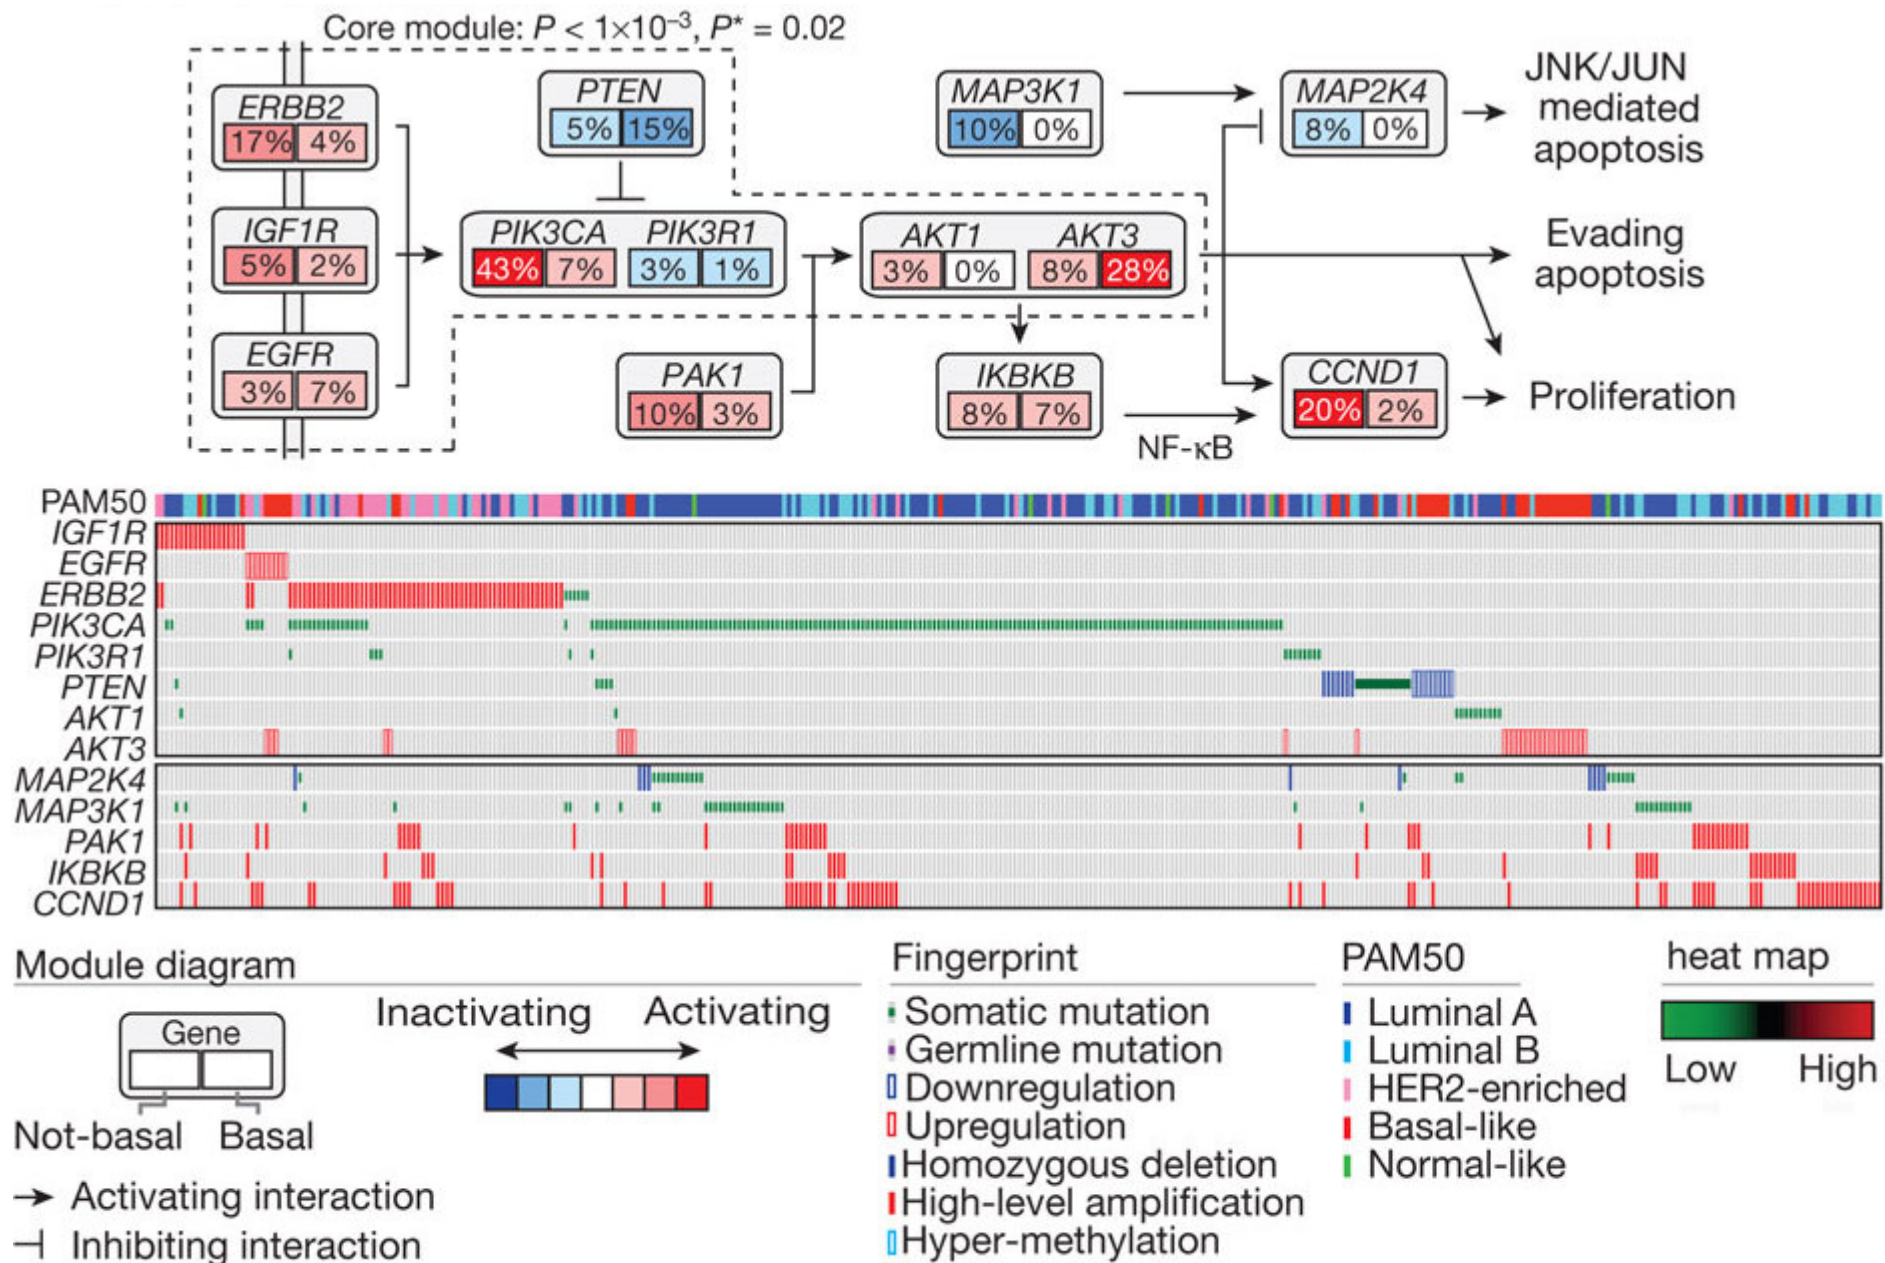 Core module: P < 1×10⁻³, P* = 0.02
ERBB2
17% 4%
PTEN
5% 15%
MAP3K1
10% 0%
MAP2K4
8% 0%
JNK/JUN
mediated
apoptosis
IGF1R
5% 2%
PIK3CA PIK3R1
43% 7% 3% 1%
AKT1 AKT3
3% 0% 8% 28%
Evading
apoptosis
EGFR
3% 7%
PAK1
10% 3%
IKBKB
8% 7%
NF-κB
CCND1
20% 2%
Proliferation
PAM50
IGF1R
EGFR
ERBB2
PIK3CA
PIK3R1
PTEN
AKT1
AKT3
MAP2K4
MAP3K1
PAK1
IKBKB
CCND1
Module diagram
Gene
Not-basal Basal
Inactivating Activating
Activating interaction
Inhibiting interaction
Fingerprint
Somatic mutation
Germline mutation
Downregulation
Upregulation
Homozygous deletion
High-level amplification
Hyper-methylation
PAM50
Luminal A
Luminal B
HER2-enriched
Basal-like
Normal-like
heat map
Low High